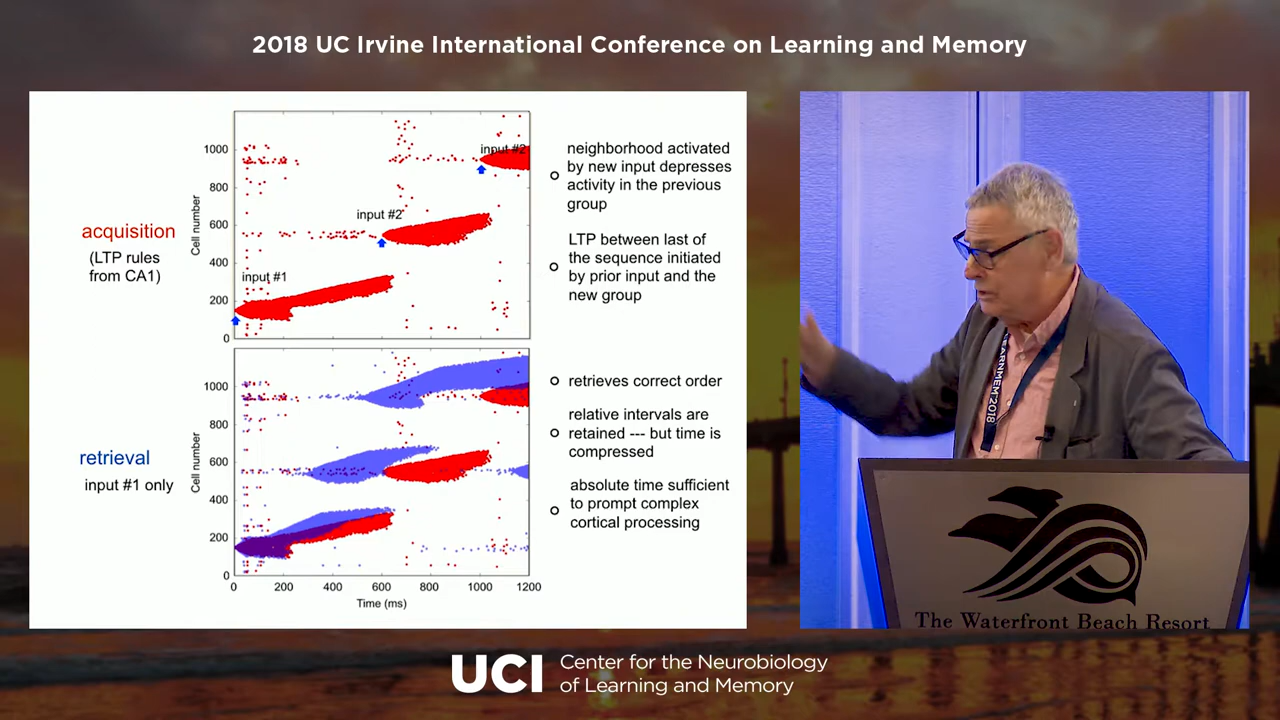 2018 UC Irvine International Conference on Learning and Memory
acquisition
(LTP rules
from CA1)
Cell number
1000
800
600
400
200
0
input #1
input #2
input #2
neighborhood activated
by new input depresses
activity in the previous
group
LTP between last of
the sequence initiated
by prior input and the
new group
retrieval
input #1 only
Cell number
1000
800
600
400
200
0
0 200 400 600 800 1000 1200
Time (ms)
retrieves correct order
relative intervals are
retained --- but time is
compressed
absolute time sufficient
to prompt complex
cortical processing
LEARNMEM2018
The Waterfront Beach Resort
UCI
Center for the Neurobiology
of Learning and Memory